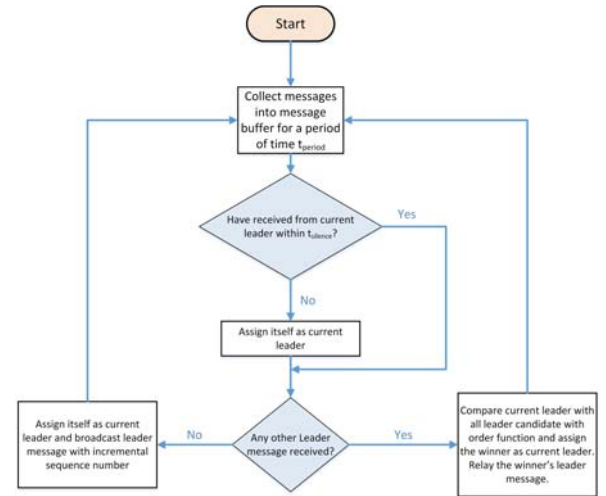 Start
Collect messages
into message
buffer for a period
of time tperiod
Have received from current
leader within tsilence?
Yes
No
Assign itself as current
leader
Assign itself as current
leader and broadcast leader
message with incremental
sequence number
No
Any other Leader
message received?
Yes
Compare current leader with
all leader candidate with
order function and assign
the winner as current leader.
Relay the winner's leader
message.